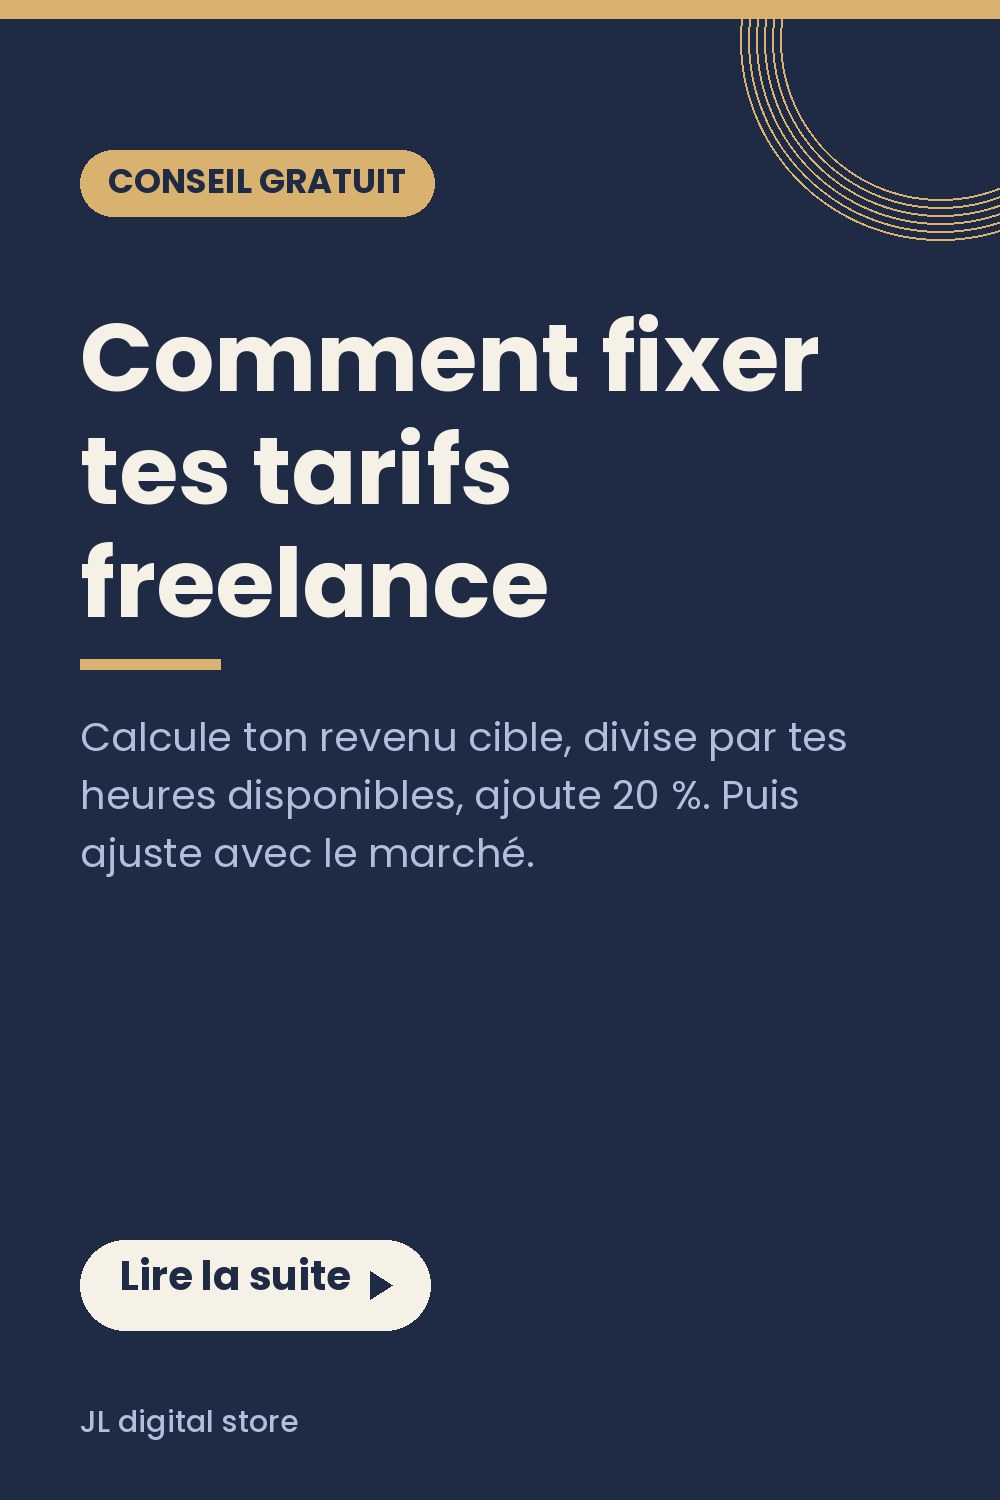 CONSEIL GRATUIT
Comment fixer
tes tarifs
freelance
Calcule ton revenu cible, divise par tes
heures disponibles, ajoute 20 %. Puis
ajuste avec le marché.
Lire la suite
JL digital store